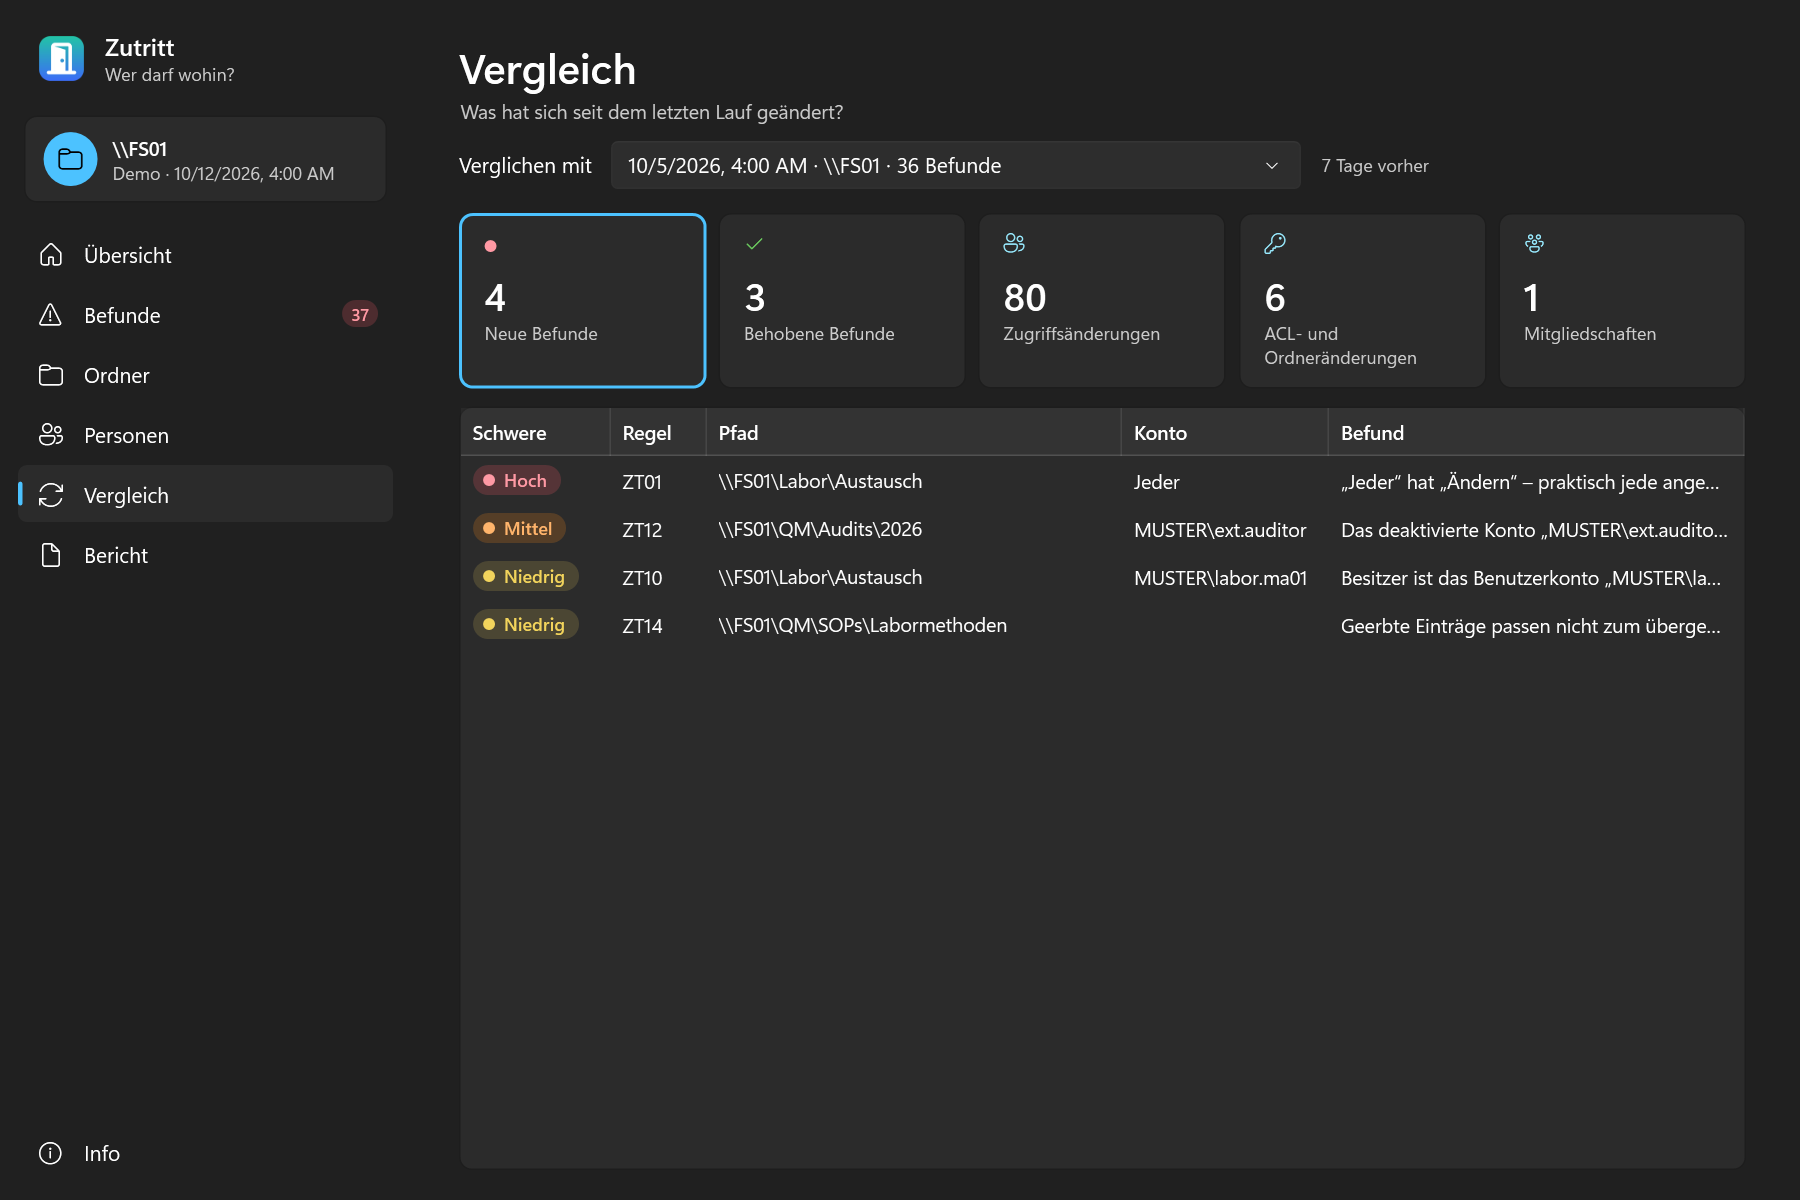 Zutritt
Wer darf wohin?
\\FS01
Demo · 10/12/2026, 4:00 AM
Übersicht
Befunde 37
Ordner
Personen
Vergleich
Bericht
Info
Vergleich
Was hat sich seit dem letzten Lauf geändert?
Verglichen mit 10/5/2026, 4:00 AM · \\FS01 · 36 Befunde 7 Tage vorher
4
Neue Befunde
3
Behobene Befunde
80
Zugriffsänderungen
6
ACL- und
Ordneränderungen
1
Mitgliedschaften
Schwere Regel Pfad Konto Befund
Hoch ZT01 \\FS01\Labor\Austausch Jeder „Jeder“ hat „Ändern“ – praktisch jede ange...
Mittel ZT12 \\FS01\QM\Audits\2026 MUSTER\ext.auditor Das deaktivierte Konto „MUSTER\ext.audito...
Niedrig ZT10 \\FS01\Labor\Austausch MUSTER\labor.ma01 Besitzer ist das Benutzerkonto „MUSTER\la...
Niedrig ZT14 \\FS01\QM\SOPs\Labormethoden Geerbte Einträge passen nicht zum überge...